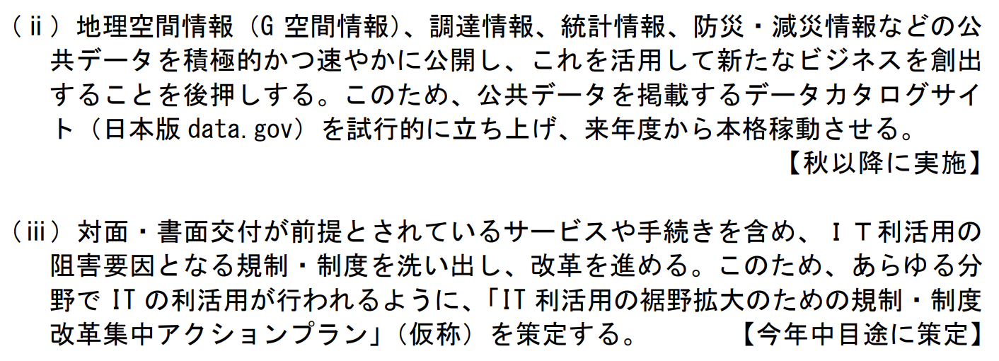 （ⅱ）地理空間情報（G 空間情報）、調達情報、統計情報、防災・減災情報などの公
共データを積極的かつ速やかに公開し、これを活用して新たなビジネスを創出
することを後押しする。このため、公共データを掲載するデータカタログサイ
ト（日本版 data.gov）を試行的に立ち上げ、来年度から本格稼動させる。
【秋以降に実施】
（ⅲ）対面・書面交付が前提とされているサービスや手続きを含め、ＩＴ利活用の
阻害要因となる規制・制度を洗い出し、改革を進める。このため、あらゆる分
野で IT の利活用が行われるように、「IT 利活用の裾野拡大のための規制・制度
改革集中アクションプラン」（仮称）を策定する。 【今年中目途に策定】